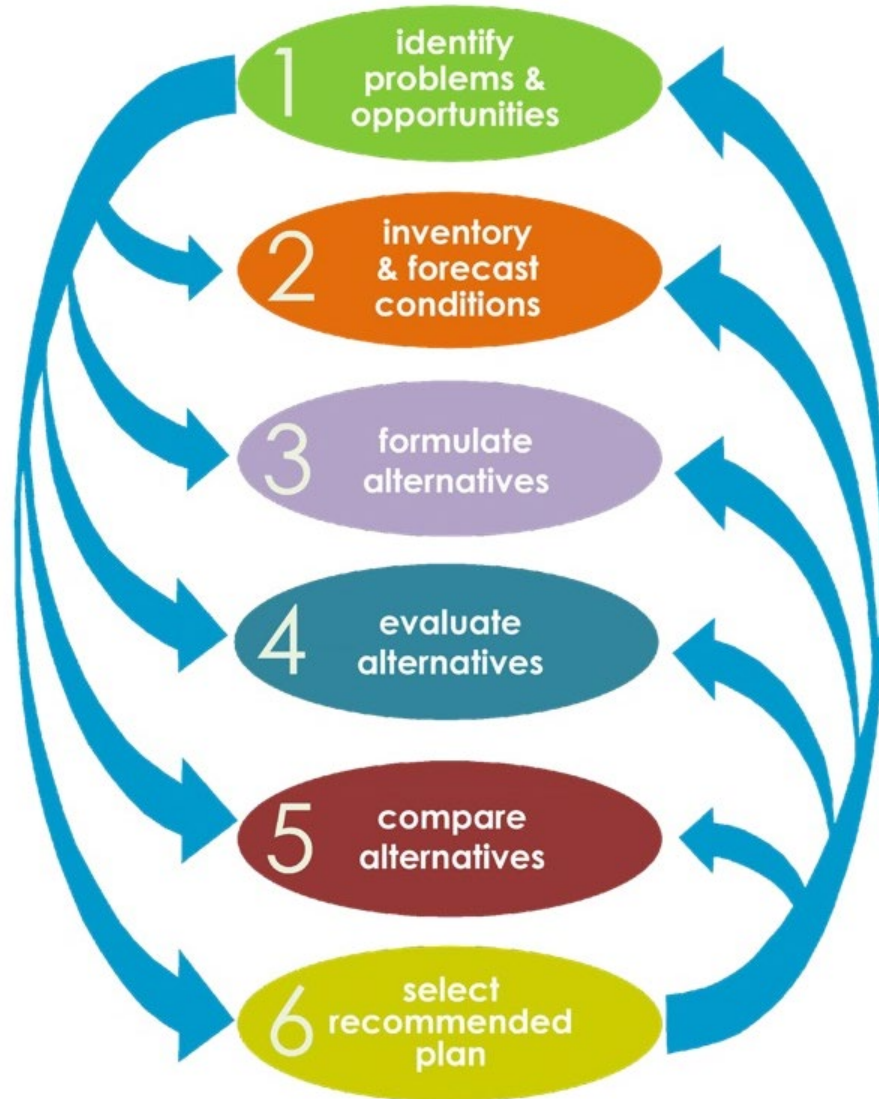 1 identify
problems &
opportunities
2 inventory
& forecast
conditions
3 formulate
alternatives
4 evaluate
alternatives
5 compare
alternatives
6 select
recommended
plan